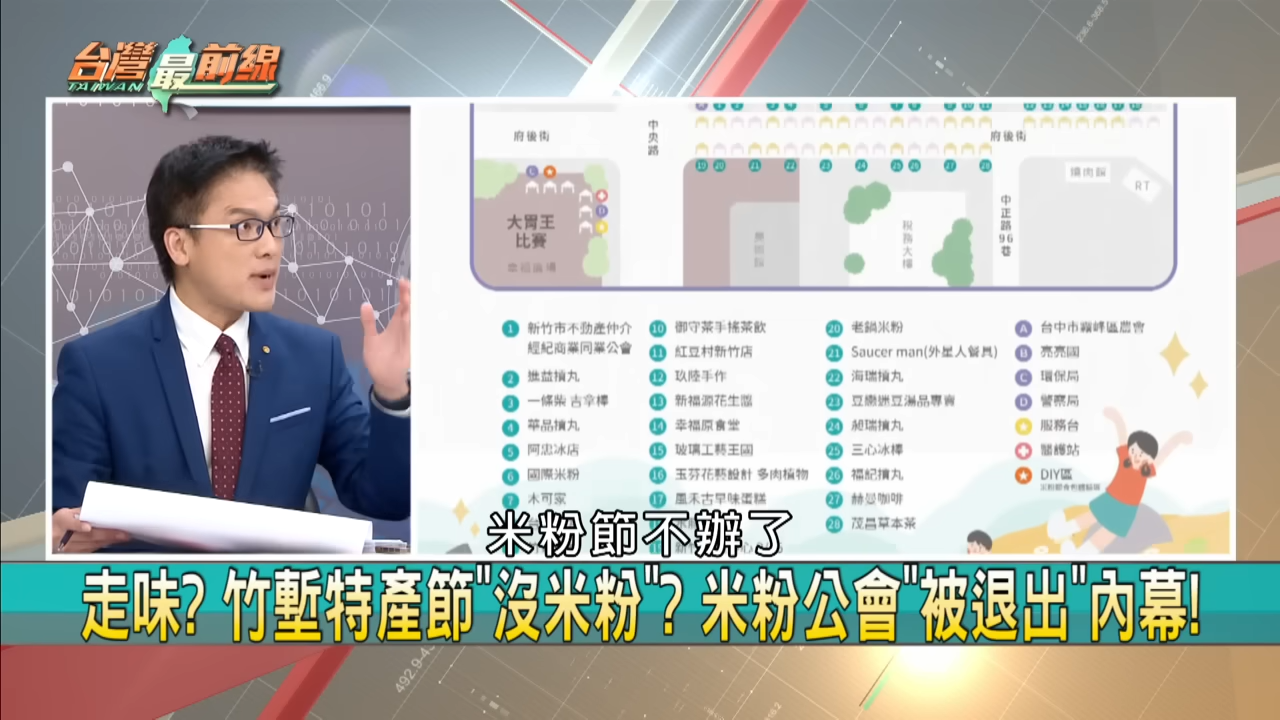 台灣最前線
TAIWAN
府後街
中央路
府後街
大胃王
比賽
稅務大樓
中正路96巷
RT
1 新竹市不動產仲介
經紀商業同業公會
2 進益摃丸
3 一條柴 吉拿棒
4 華品摃丸
5 阿忠冰店
6 國際米粉
7 木可家
10 御守茶手搖茶飲
11 紅豆村新竹店
12 玖陸手作
13 新福源花生醬
14 幸福原食堂
15 玻璃工藝王國
16 玉芬花藝設計 多肉植物
17 風禾古早味蛋糕
20 老鍋米粉
21 Saucer man(外星人餐具)
22 海瑞摃丸
23 豆樂迷豆湯品專賣
24 昶瑞摃丸
25 三心冰棒
26 福記摃丸
27 赫曼咖啡
28 茂昌草本茶
A 台中市霧峰區農會
B 亮亮國
C 環保局
D 警察局
服務台
醫護站
DIY區
米粉節不辦了
走味? 竹塹特產節"沒米粉"? 米粉公會"被退出"內幕!